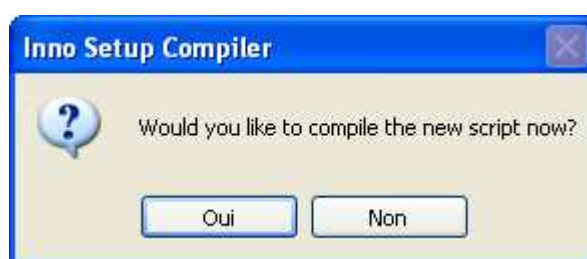 Inno Setup Compiler
Would you like to compile the new script now?
Oui Non